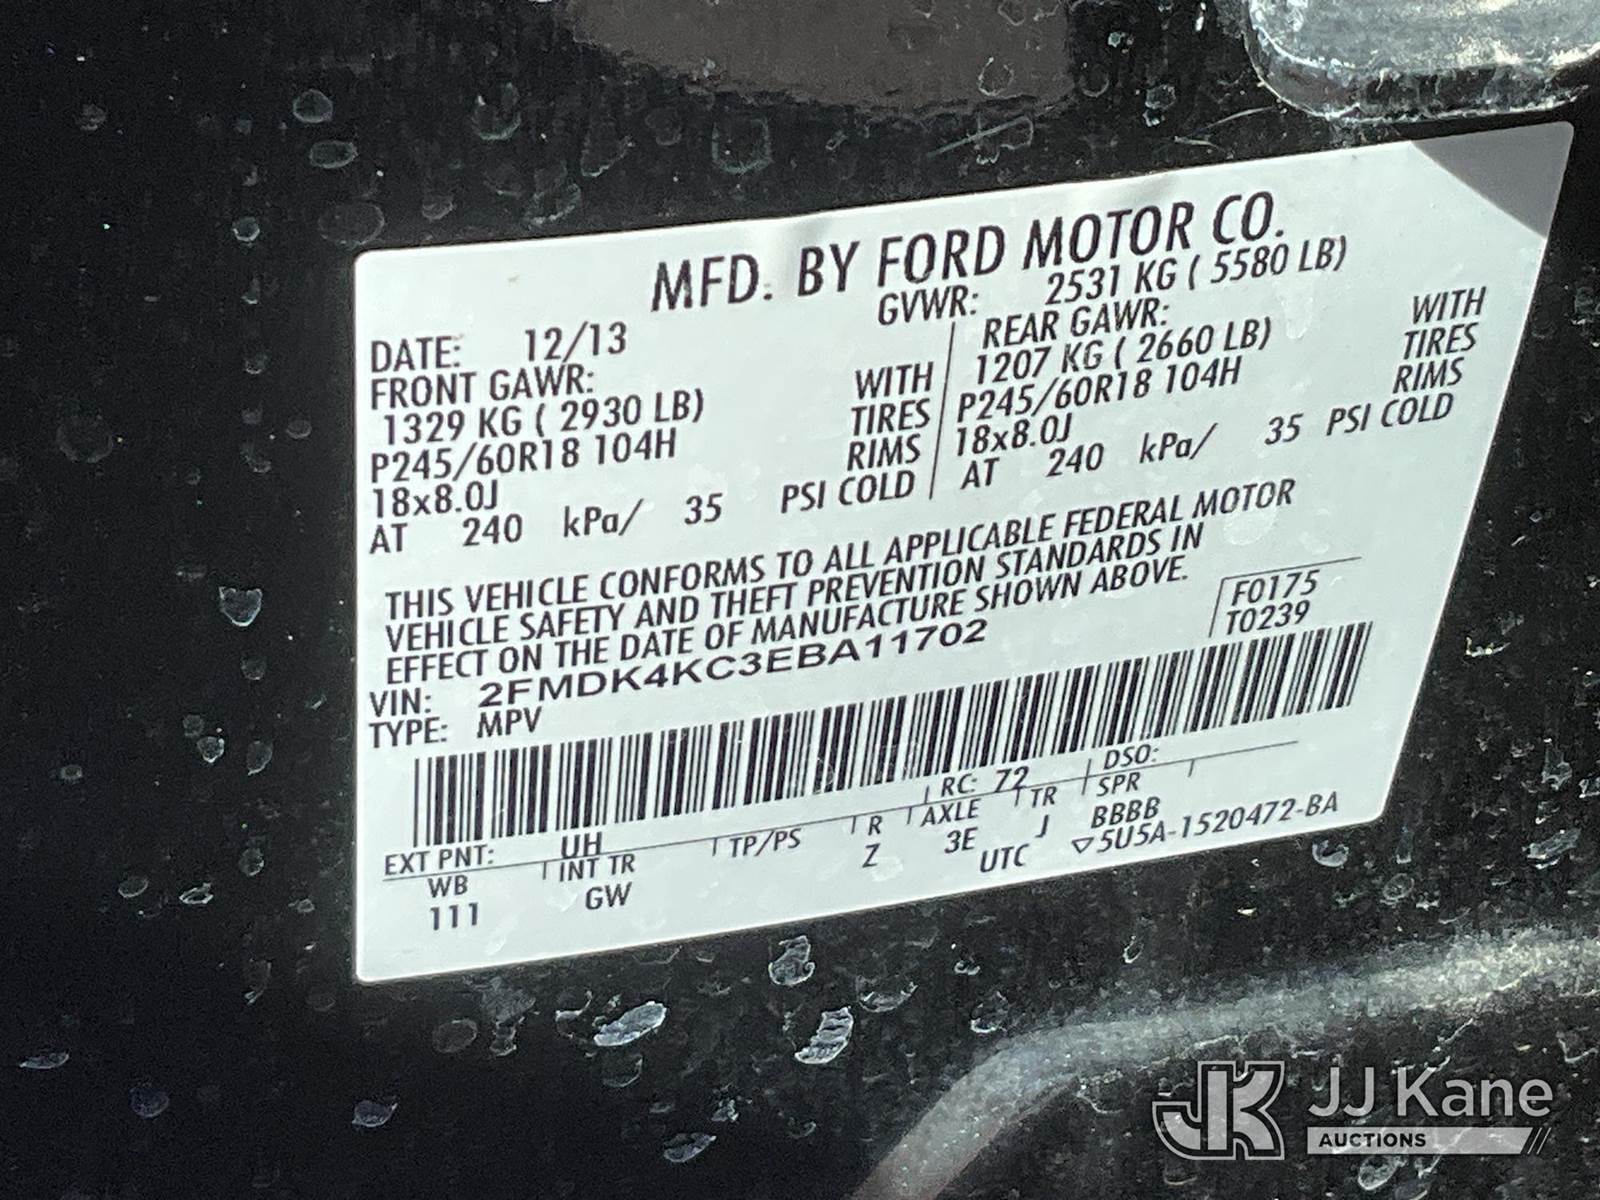 MFD. BY FORD MOTOR CO.
DATE: 12/13 GVWR: 2531 KG ( 5580 LB)
FRONT GAWR: REAR GAWR:
1329 KG ( 2930 LB) WITH 1207 KG ( 2660 LB) WITH
P245/60R18 104H TIRES P245/60R18 104H TIRES
18x8.0J RIMS 18x8.0J RIMS
AT 240 kPa/ 35 PSI COLD AT 240 kPa/ 35 PSI COLD
THIS VEHICLE CONFORMS TO ALL APPLICABLE FEDERAL MOTOR
VEHICLE SAFETY AND THEFT PREVENTION STANDARDS IN
EFFECT ON THE DATE OF MANUFACTURE SHOWN ABOVE.
F0175
T0239
VIN: 2FMDK4KC3EBA11702
TYPE: MPV
EXT PNT: UH RC: 72 DSO:
WB INT TR TP/PS R AXLE TR SPR
111 GW Z 3E J BBBB
UTC ▽5U5A-1520472-BA
JK JJ Kane
AUCTIONS